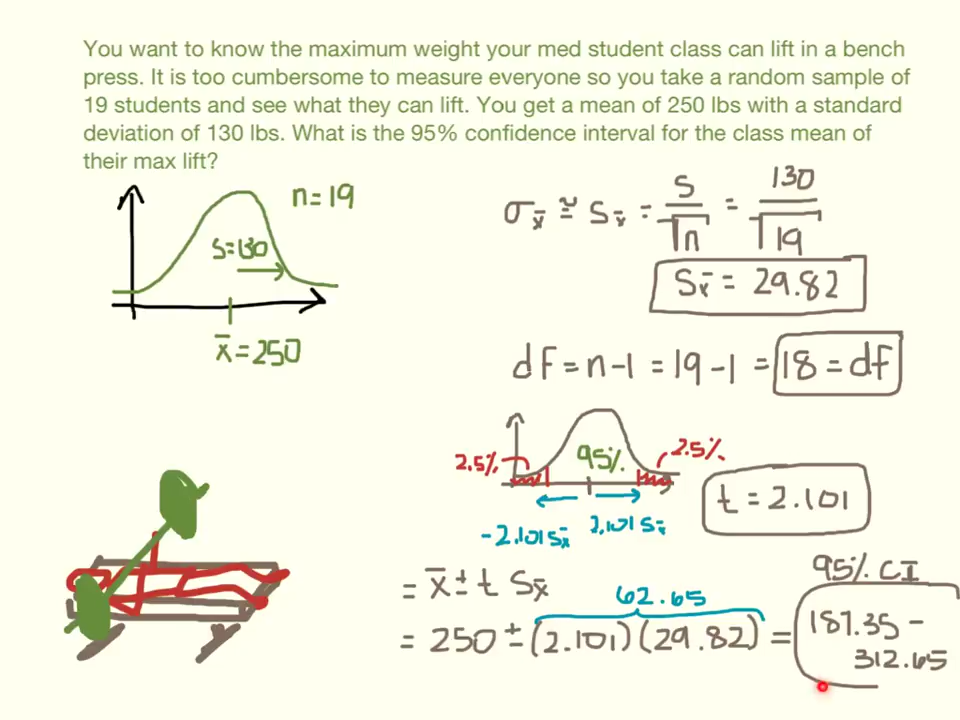 You want to know the maximum weight your med student class can lift in a bench
press. It is too cumbersome to measure everyone so you take a random sample of
19 students and see what they can lift. You get a mean of 250 lbs with a standard
deviation of 130 lbs. What is the 95% confidence interval for the class mean of
their max lift?
n=19
S=130
x̄=250
σx̄ ≅ Sx̄ = S/√n = 130/√19
Sx̄ = 29.82
df=n-1=19-1=18=df
2.5%
95%
2.5%
-2.101Sx̄
2.101Sx̄
t=2.101
= x̄ ± t Sx̄
62.65
= 250 ± (2.101)(29.82) =
95% CI
187.35 -
312.65